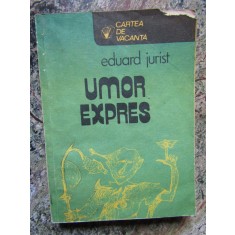 CARTEA
DE
VACANTA
eduard jurist
UMOR
EXPRES